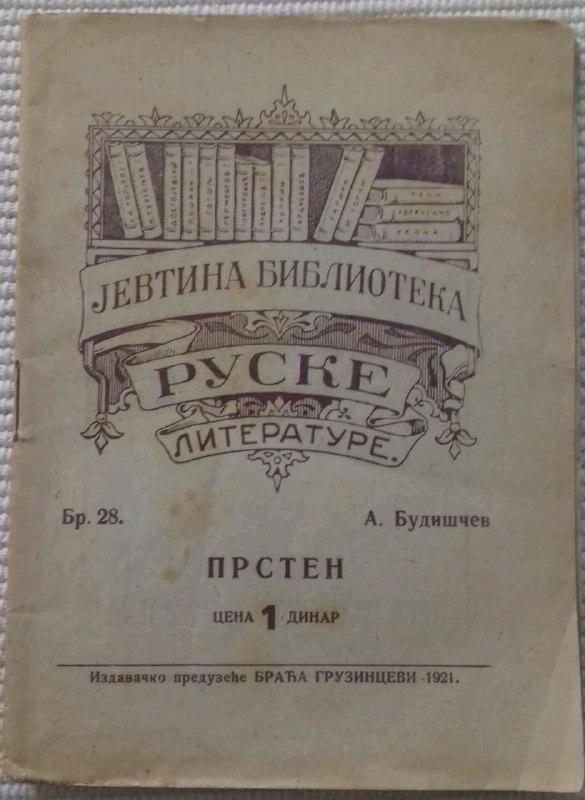 ЈЕВТИНА БИБЛИОТЕКА
РУСКЕ
ЛИТЕРАТУРЕ.
Бр. 28.
А. Будишчев
ПРСТЕН
ЦЕНА 1 ДИНАР
Издавачко предузеће БРАЋА ГРУЗИНЦЕВИ 1921.